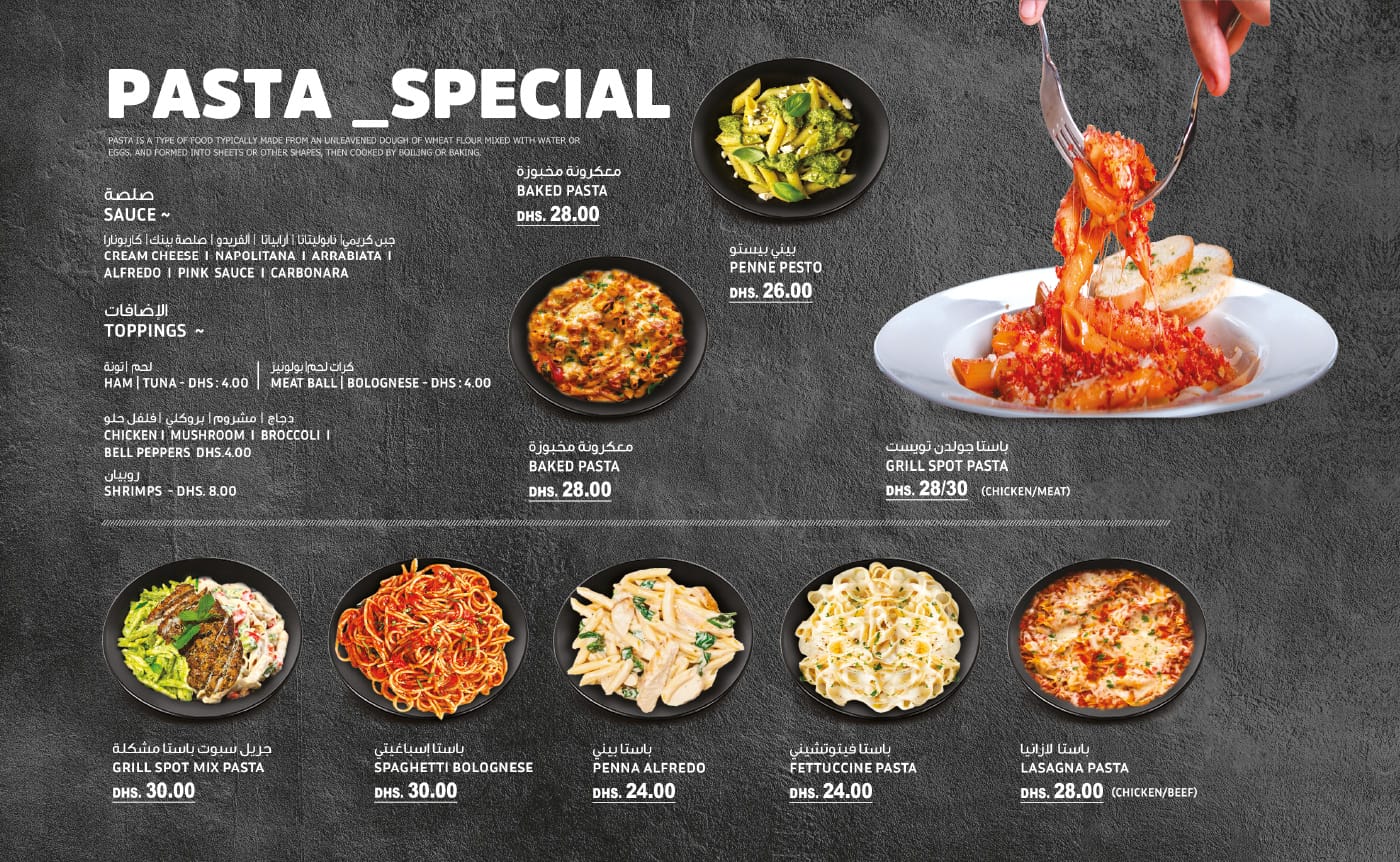 PASTA _SPECIAL
PASTA IS A TYPE OF FOOD TYPICALLY MADE FROM AN UNLEAVENED DOUGH OF WHEAT FLOUR MIXED WITH WATER OR
EGGS, AND FORMED INTO SHEETS OR OTHER SHAPES, THEN COOKED BY BOILING OR BAKING.
صلصة
SAUCE ~
جبن كريمي| نابوليتانا | أرابياتا | ألفريدو | صلصة بينك | كاربونارا
CREAM CHEESE I NAPOLITANA I ARRABIATA I
ALFREDO I PINK SAUCE I CARBONARA
الإضافات
TOPPINGS ~
لحم | تونة
HAM | TUNA - DHS : 4.00
كرات لحم | بولونيز
MEAT BALL | BOLOGNESE - DHS : 4.00
دجاج | مشروم | بروكلي | فلفل حلو
CHICKEN I MUSHROOM I BROCCOLI I
BELL PEPPERS DHS.4.00
روبيان
SHRIMPS - DHS. 8.00
معكرونة مخبوزة
BAKED PASTA
DHS. 28.00
بيني بيستو
PENNE PESTO
DHS. 26.00
معكرونة مخبوزة
BAKED PASTA
DHS. 28.00
باستا جولدن تويست
GRILL SPOT PASTA
DHS. 28/30 (CHICKEN/MEAT)
جريل سبوت باستا مشكلة
GRILL SPOT MIX PASTA
DHS. 30.00
باستا إسباغيتي
SPAGHETTI BOLOGNESE
DHS. 30.00
باستا بيني
PENNA ALFREDO
DHS. 24.00
باستا فيتوتشيني
FETTUCCINE PASTA
DHS. 24.00
باستا لازانيا
LASAGNA PASTA
DHS. 28.00 (CHICKEN/BEEF)